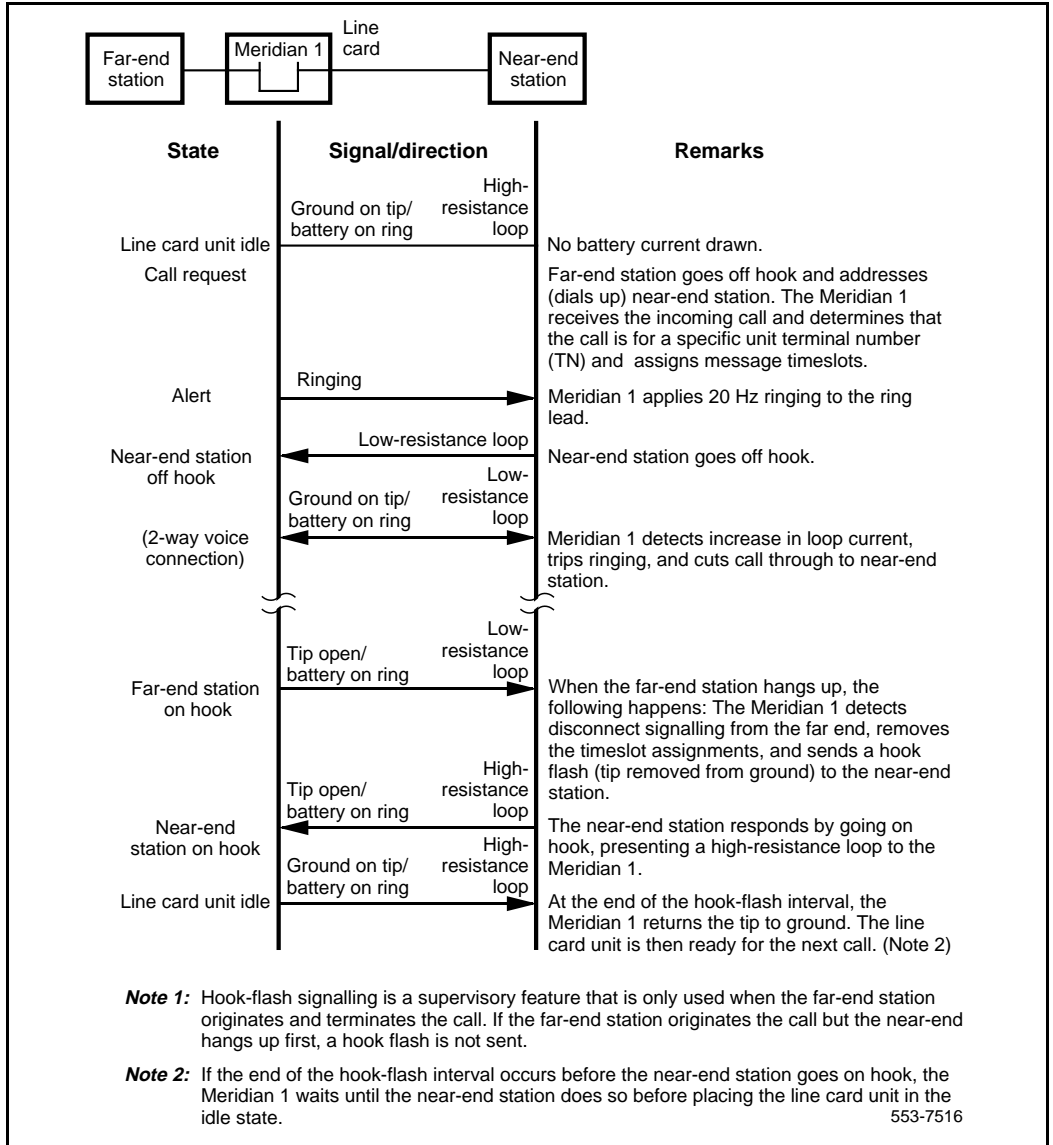 Far-end
station
Meridian 1
Line
card
Near-end
station
State
Signal/direction
Remarks
Line card unit idle
Ground on tip/
battery on ring
High-
resistance
loop
No battery current drawn.
Call request
Far-end station goes off hook and addresses
(dials up) near-end station. The Meridian 1
receives the incoming call and determines that
the call is for a specific unit terminal number
(TN) and assigns message timeslots.
Alert
Ringing
Meridian 1 applies 20 Hz ringing to the ring
lead.
Near-end station
off hook
Low-resistance loop
Near-end station goes off hook.
(2-way voice
connection)
Ground on tip/
battery on ring
Low-
resistance
loop
Meridian 1 detects increase in loop current,
trips ringing, and cuts call through to near-end
station.
Far-end station
on hook
Tip open/
battery on ring
Low-
resistance
loop
When the far-end station hangs up, the
following happens: The Meridian 1 detects
disconnect signalling from the far end, removes
the timeslot assignments, and sends a hook
flash (tip removed from ground) to the near-end
station.
Near-end
station on hook
Tip open/
battery on ring
High-
resistance
loop
The near-end station responds by going on
hook, presenting a high-resistance loop to the
Meridian 1.
Line card unit idle
Ground on tip/
battery on ring
High-
resistance
loop
At the end of the hook-flash interval, the
Meridian 1 returns the tip to ground. The line
card unit is then ready for the next call. (Note 2)
Note 1: Hook-flash signalling is a supervisory feature that is only used when the far-end station
originates and terminates the call. If the far-end station originates the call but the near-end
hangs up first, a hook flash is not sent.
Note 2: If the end of the hook-flash interval occurs before the near-end station goes on hook, the
Meridian 1 waits until the near-end station does so before placing the line card unit in the
idle state.
553-7516